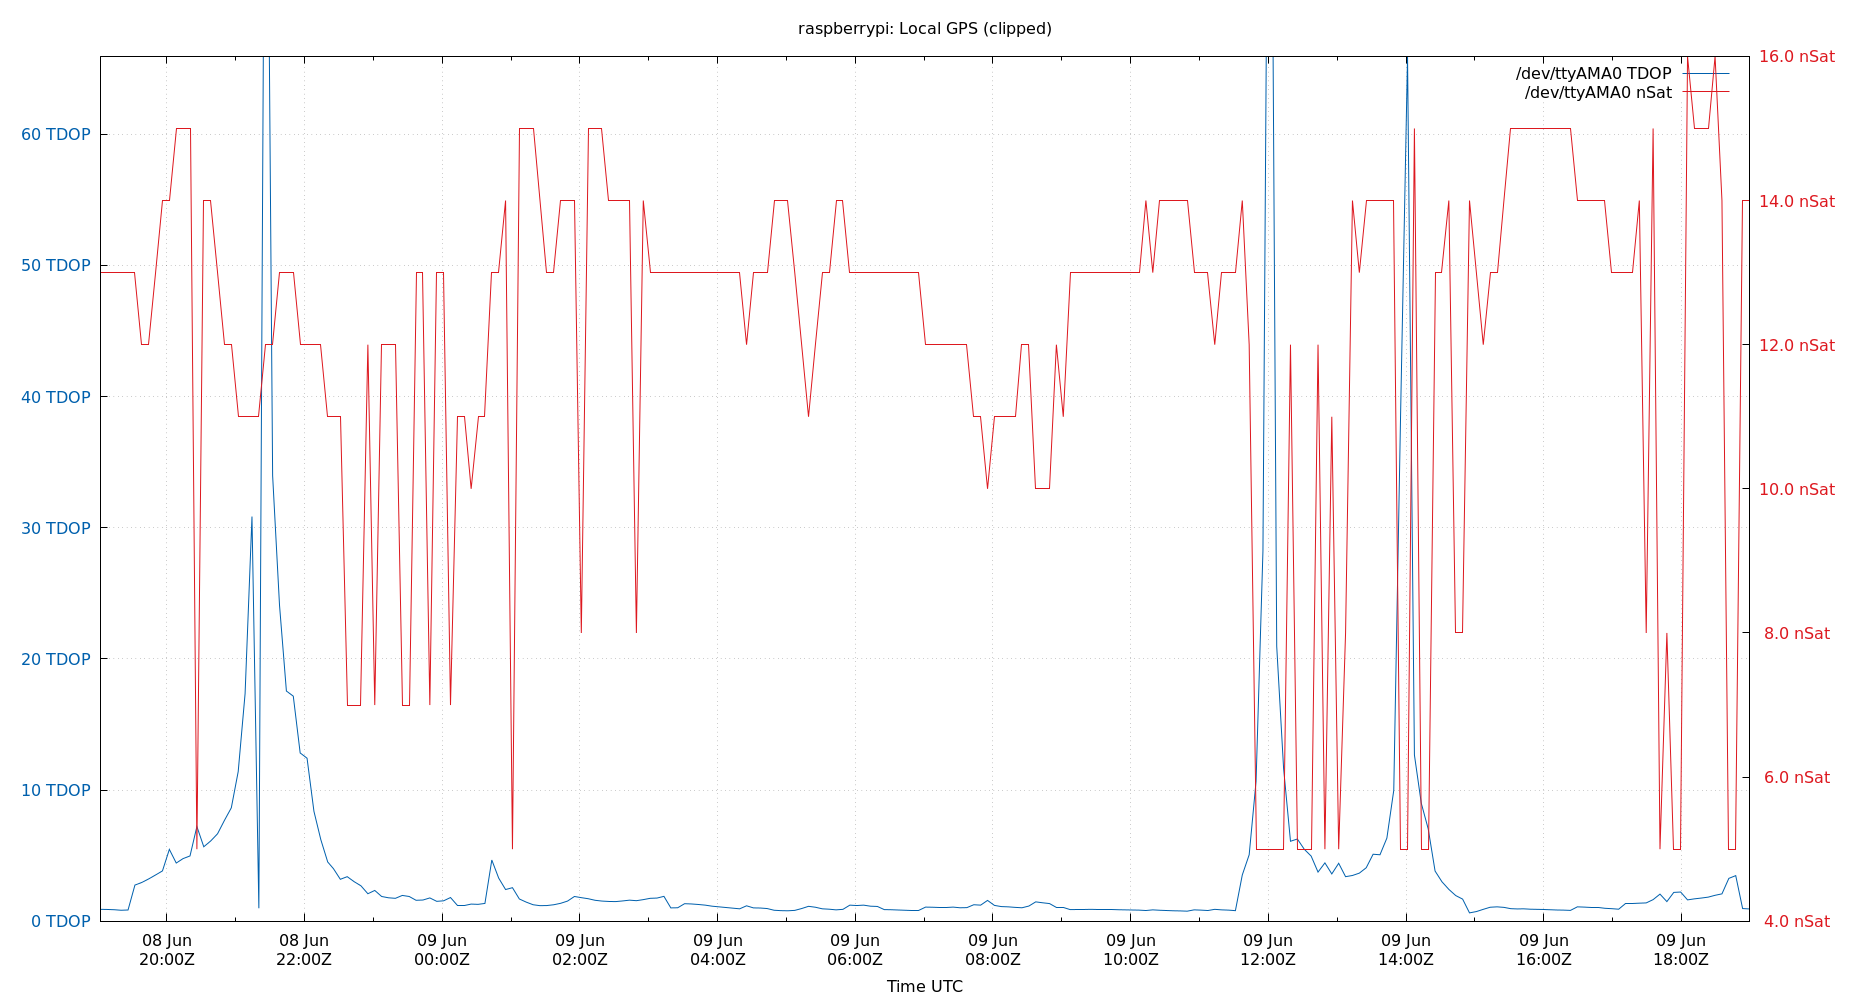 raspberrypi: Local GPS (clipped)
/dev/ttyAMA0 TDOP
/dev/ttyAMA0 nSat
60 TDOP
50 TDOP
40 TDOP
30 TDOP
20 TDOP
10 TDOP
0 TDOP
16.0 nSat
14.0 nSat
12.0 nSat
10.0 nSat
8.0 nSat
6.0 nSat
4.0 nSat
08 Jun
20:00Z
08 Jun
22:00Z
09 Jun
00:00Z
09 Jun
02:00Z
09 Jun
04:00Z
09 Jun
06:00Z
09 Jun
08:00Z
09 Jun
10:00Z
09 Jun
12:00Z
09 Jun
14:00Z
09 Jun
16:00Z
09 Jun
18:00Z
Time UTC